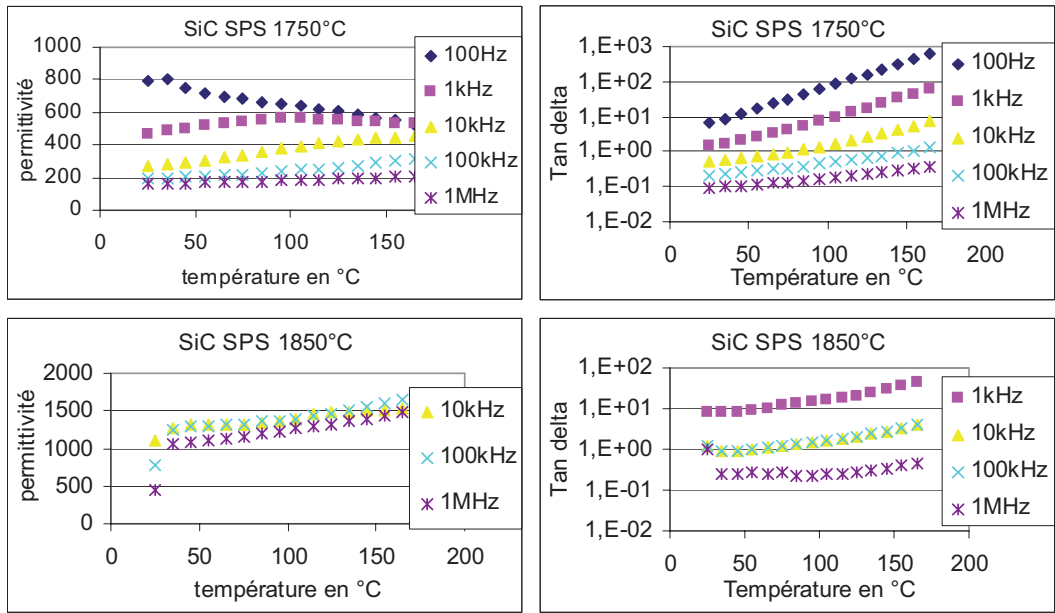 SiC SPS 1750°C
permittivité
1000
800
600
400
200
0
0
50
100
150
température en °C
100Hz
1kHz
10kHz
100kHz
1MHz
SiC SPS 1750°C
Tan delta
1,E+03
1,E+02
1,E+01
1,E+00
1,E-01
1,E-02
0
50
100
150
200
Température en °C
100Hz
1kHz
10kHz
100kHz
1MHz
SiC SPS 1850°C
permittivité
2000
1500
1000
500
0
0
50
100
150
200
température en °C
10kHz
100kHz
1MHz
SiC SPS 1850°C
Tan delta
1,E+02
1,E+01
1,E+00
1,E-01
1,E-02
0
50
100
150
200
Température en °C
1kHz
10kHz
100kHz
1MHz